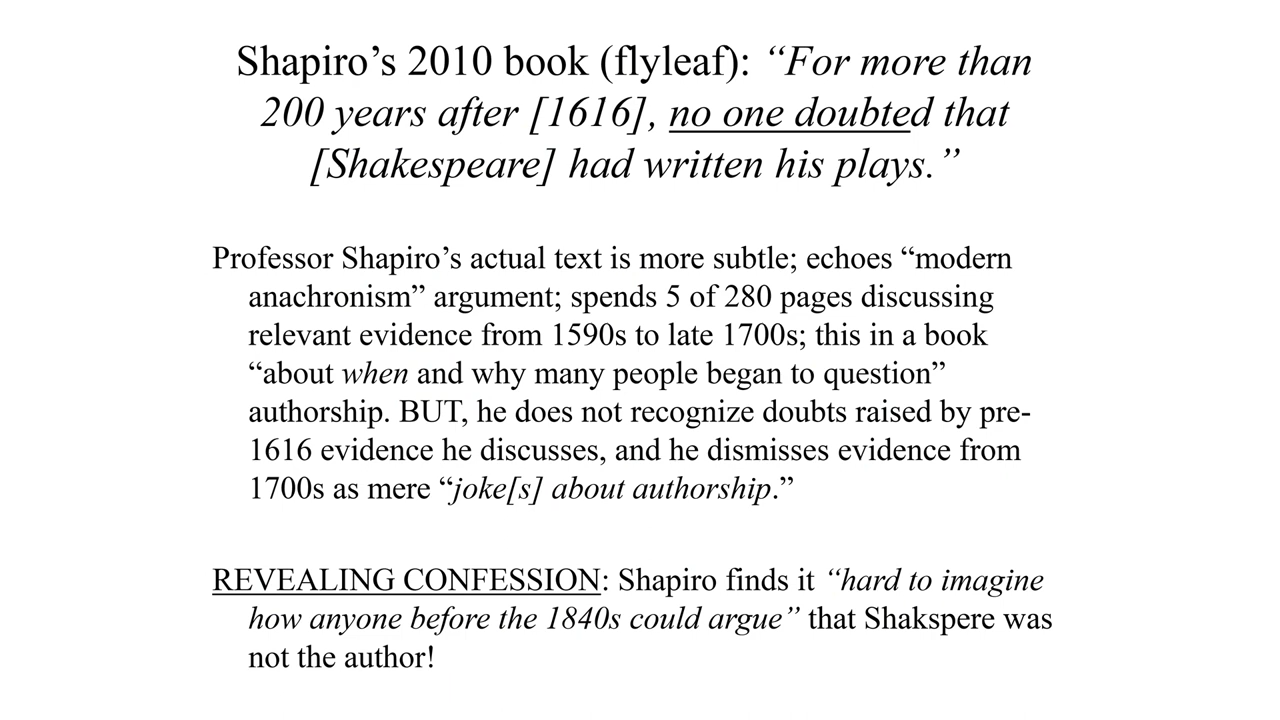 Shapiro’s 2010 book (flyleaf): “For more than
200 years after [1616], no one doubted that
[Shakespeare] had written his plays.”
Professor Shapiro’s actual text is more subtle; echoes “modern
anachronism” argument; spends 5 of 280 pages discussing
relevant evidence from 1590s to late 1700s; this in a book
“about when and why many people began to question”
authorship. BUT, he does not recognize doubts raised by pre-
1616 evidence he discusses, and he dismisses evidence from
1700s as mere “joke[s] about authorship.”
REVEALING CONFESSION: Shapiro finds it “hard to imagine
how anyone before the 1840s could argue” that Shakspere was
not the author!